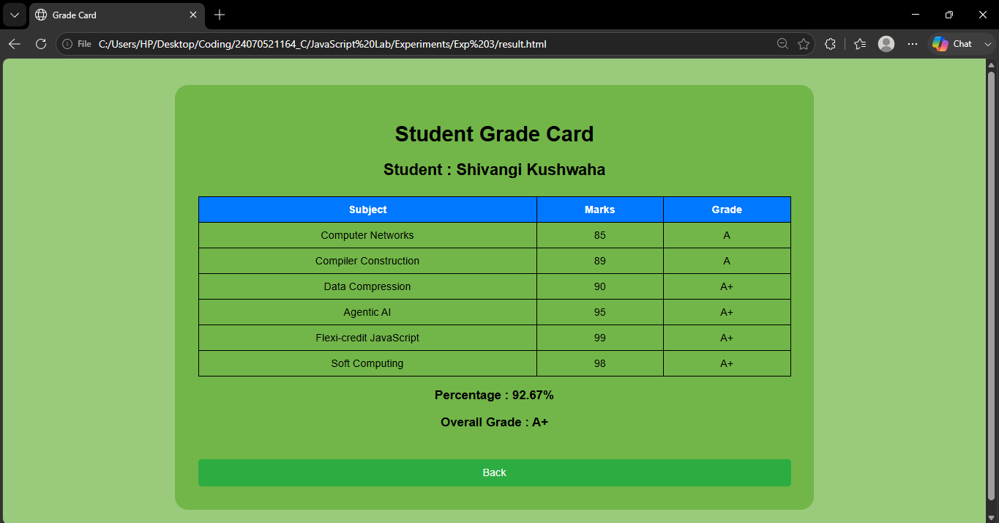 Grade Card
File C:/Users/HP/Desktop/Coding/24070521164_C/JavaScript%20Lab/Experiments/Exp%203/result.html
Chat
Student Grade Card
Student : Shivangi Kushwaha
Subject Marks Grade
Computer Networks 85 A
Compiler Construction 89 A
Data Compression 90 A+
Agentic AI 95 A+
Flexi-credit JavaScript 99 A+
Soft Computing 98 A+
Percentage : 92.67%
Overall Grade : A+
Back